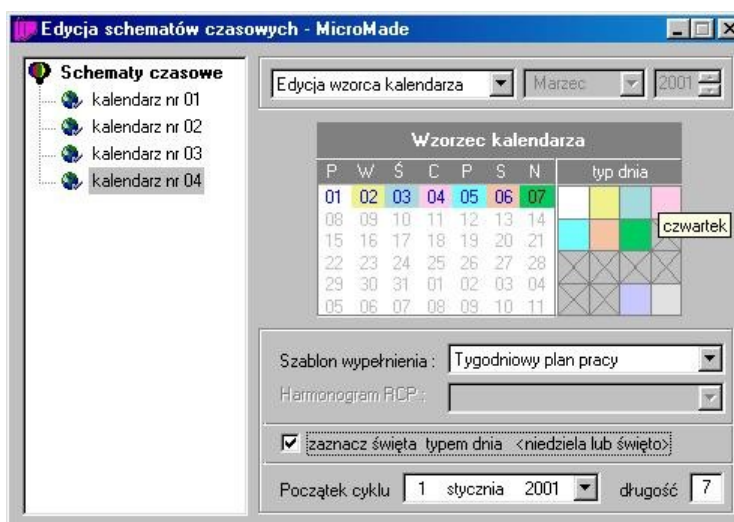 Edycja schematów czasowych - MicroMade
Schematy czasowe
kalendarz nr 01
kalendarz nr 02
kalendarz nr 03
kalendarz nr 04
Edycja wzorca kalendarza Marzec 2001
Wzorzec kalendarza
P W Ś C P S N typ dnia
01 02 03 04 05 06 07
08 09 10 11 12 13 14
czwartek
15 16 17 18 19 20 21
22 23 24 25 26 27 28
29 30 31 01 02 03 04
05 06 07 08 09 10 11
Szablon wypełnienia : Tygodniowy plan pracy
Harmonogram RCP :
zaznacz święta typem dnia <niedziela lub święto>
Początek cyklu 1 stycznia 2001 długość 7